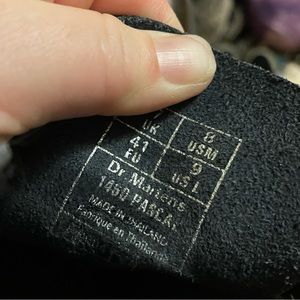 UK
8
USM
41
EU
9
US L
Dr Martens
1460 PASCAL
MADE IN THAILAND
Fabriqué en Thaïlande